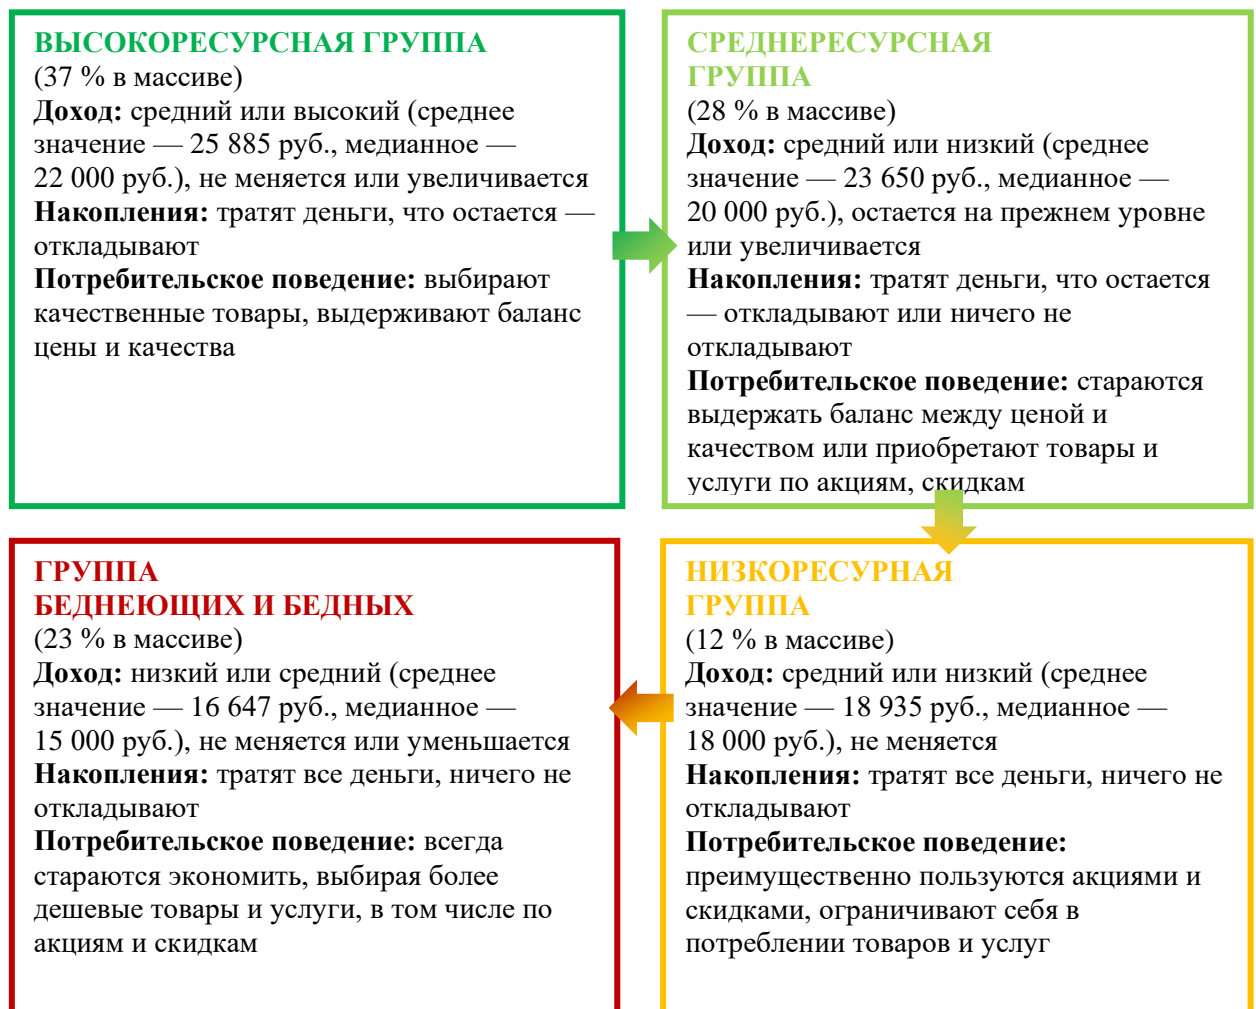 ВЫСОКОРЕСУРСНАЯ ГРУППА
(37 % в массиве)
Доход: средний или высокий (среднее
значение — 25 885 руб., медианное —
22 000 руб.), не меняется или увеличивается
Накопления: тратят деньги, что остается —
откладывают
Потребительское поведение: выбирают
качественные товары, выдерживают баланс
цены и качества
СРЕДНЕРЕСУРСНАЯ
ГРУППА
(28 % в массиве)
Доход: средний или низкий (среднее
значение — 23 650 руб., медианное —
20 000 руб.), остается на прежнем уровне
или увеличивается
Накопления: тратят деньги, что остается
— откладывают или ничего не
откладывают
Потребительское поведение: стараются
выдержать баланс между ценой и
качеством или приобретают товары и
услуги по акциям, скидкам
ГРУППА
БЕДНЕЮЩИХ И БЕДНЫХ
(23 % в массиве)
Доход: низкий или средний (среднее
значение — 16 647 руб., медианное —
15 000 руб.), не меняется или уменьшается
Накопления: тратят все деньги, ничего не
откладывают
Потребительское поведение: всегда
стараются экономить, выбирая более
дешевые товары и услуги, в том числе по
акциям и скидкам
НИЗКОРЕСУРНАЯ
ГРУППА
(12 % в массиве)
Доход: средний или низкий (среднее
значение — 18 935 руб., медианное —
18 000 руб.), не меняется
Накопления: тратят все деньги, ничего не
откладывают
Потребительское поведение:
преимущественно пользуются акциями и
скидками, ограничивают себя в
потреблении товаров и услуг